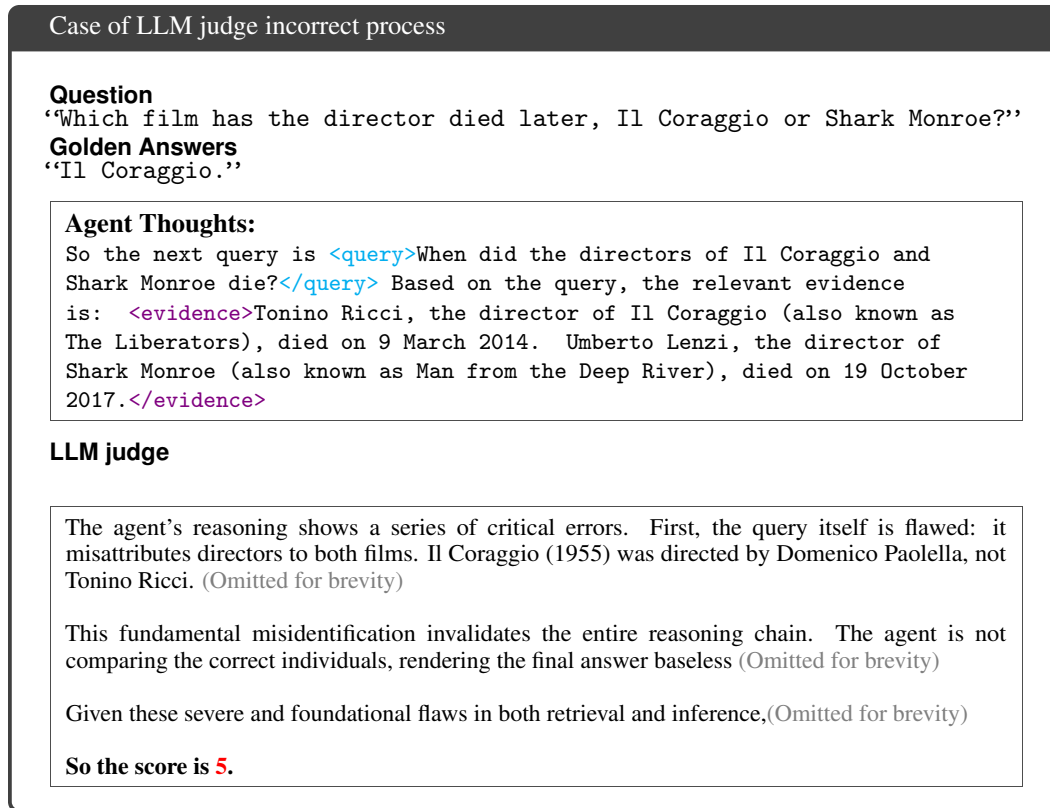 Case of LLM judge incorrect process
Question
‘‘Which film has the director died later, Il Coraggio or Shark Monroe?’’
Golden Answers
‘‘Il Coraggio.’’
Agent Thoughts:
So the next query is <query>When did the directors of Il Coraggio and
Shark Monroe die?</query> Based on the query, the relevant evidence
is: <evidence>Tonino Ricci, the director of Il Coraggio (also known as
The Liberators), died on 9 March 2014. Umberto Lenzi, the director of
Shark Monroe (also known as Man from the Deep River), died on 19 October
2017.</evidence>
LLM judge
The agent’s reasoning shows a series of critical errors. First, the query itself is flawed: it
misattributes directors to both films. Il Coraggio (1955) was directed by Domenico Paolella, not
Tonino Ricci. (Omitted for brevity)
This fundamental misidentification invalidates the entire reasoning chain. The agent is not
comparing the correct individuals, rendering the final answer baseless (Omitted for brevity)
Given these severe and foundational flaws in both retrieval and inference,(Omitted for brevity)
So the score is 5.